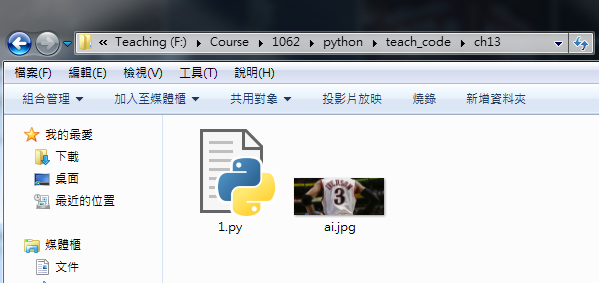 « Teaching (F:) ▸ Course ▸ 1062 ▸ python ▸ teach_code ▸ ch13
檔案(F) 編輯(E) 檢視(V) 工具(T) 說明(H)
組合管理 加入至媒體櫃 共用對象 投影片放映 燒錄 新增資料夾
我的最愛
下載
桌面
最近的位置
媒體櫃
文件
IVERSON
3
1.py
ai.jpg